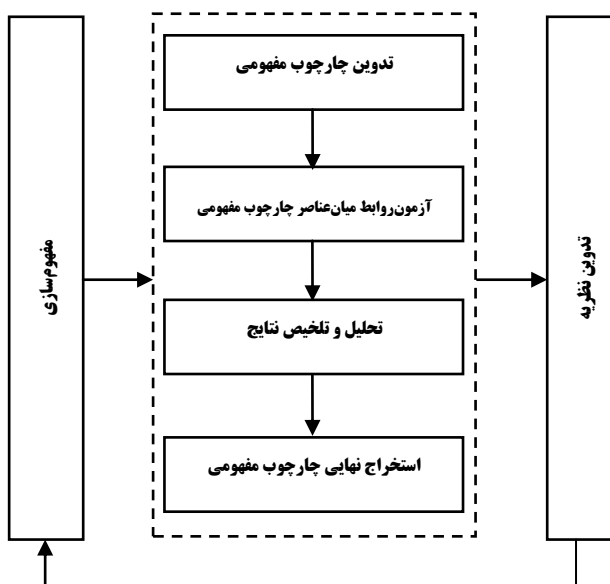 تدوین چارچوب مفهومی
آزمون‌روابط میان‌عناصر چارچوب مفهومی
تحلیل و تلخیص نتایج
استخراج نهایی چارچوب مفهومی
مفهوم‌سازی
تدوین نظریه